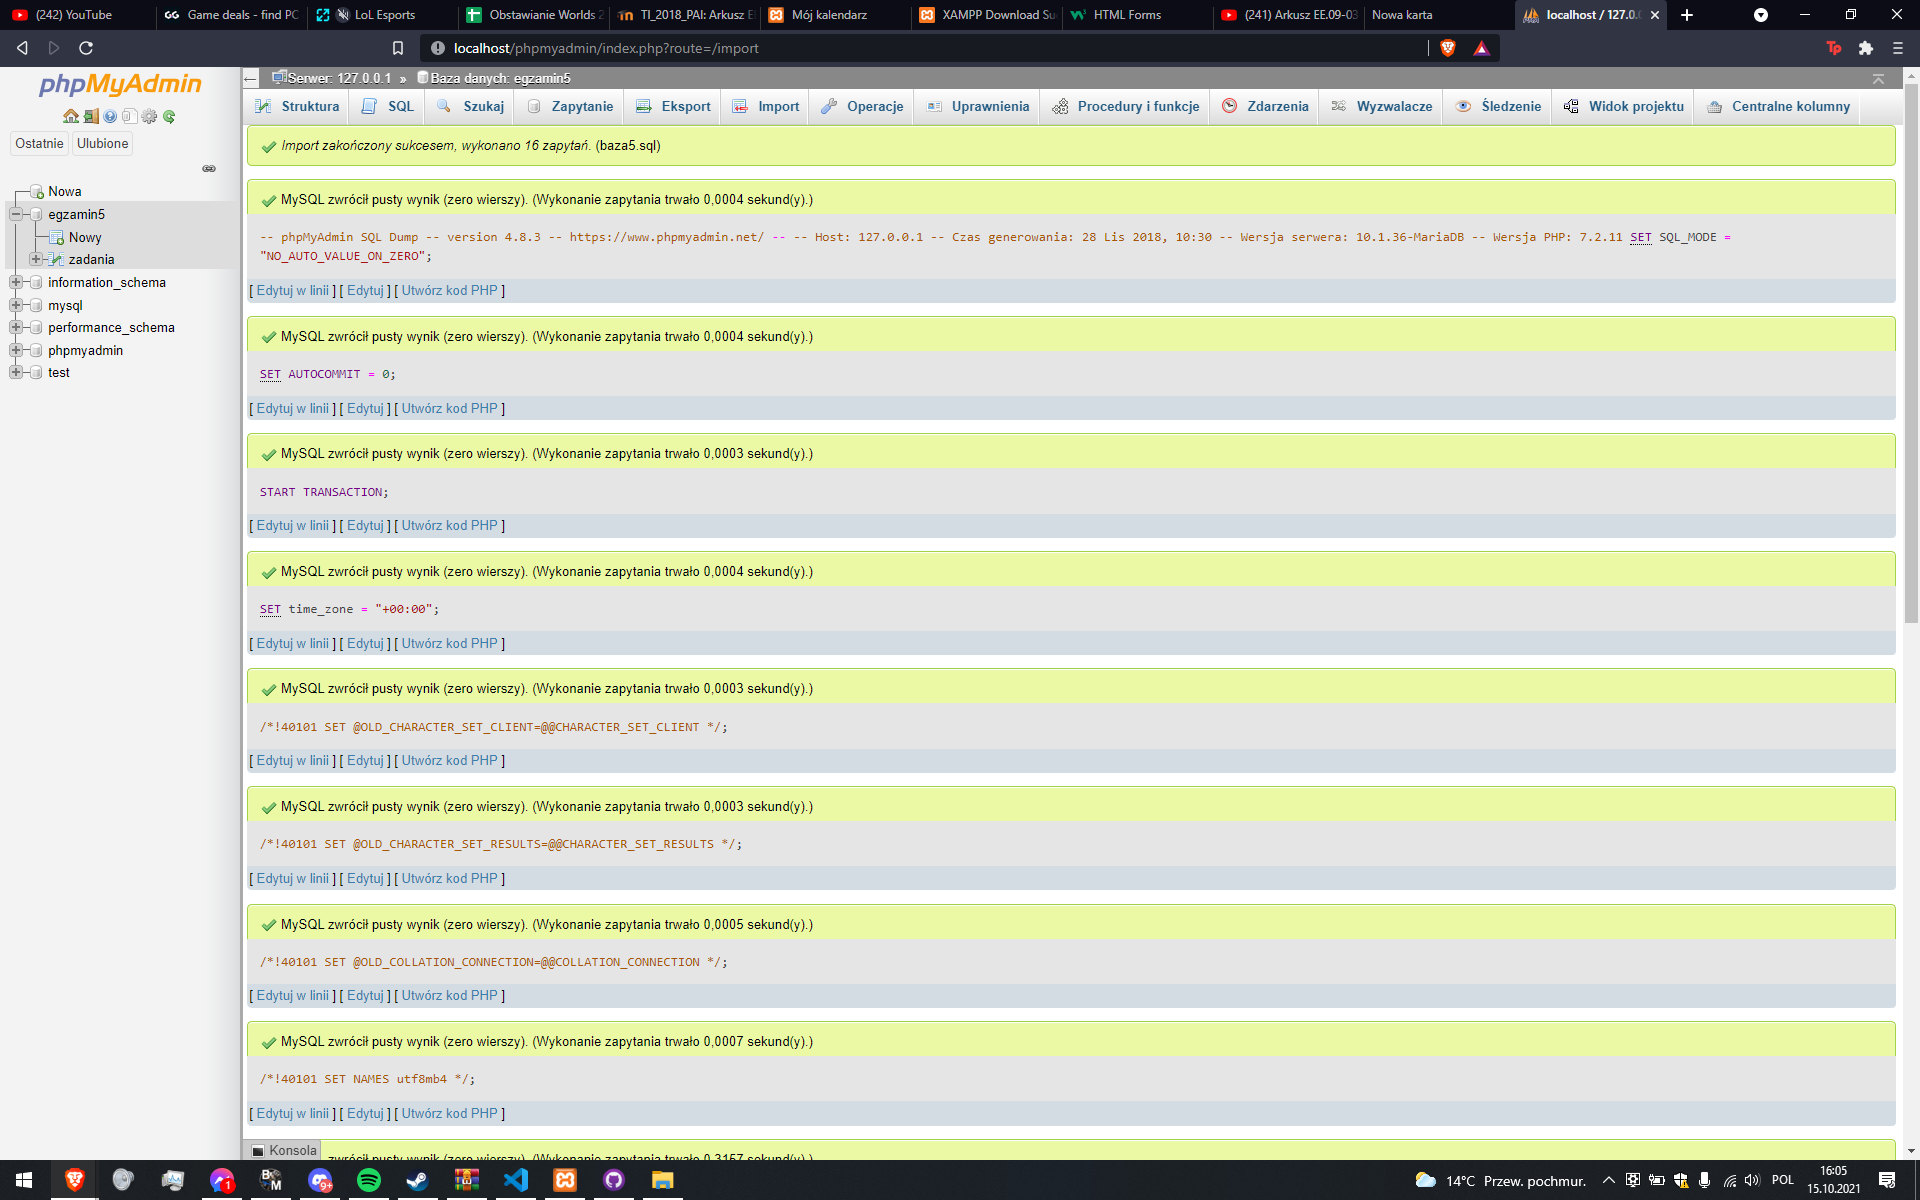 (242) YouTube
GG Game deals - find PC
LoL Esports
Obstawianie Worlds 2
TI_2018_PAI: Arkusz E
Mój kalendarz
XAMPP Download Su
HTML Forms
(241) Arkusz EE.09-03
Nowa karta
localhost / 127.0.
localhost/phpmyadmin/index.php?route=/import
Tp
phpMyAdmin
Ostatnie
Ulubione
Nowa
egzamin5
Nowy
zadania
information_schema
mysql
performance_schema
phpmyadmin
test
Serwer: 127.0.0.1 » Baza danych: egzamin5
Struktura SQL Szukaj Zapytanie Eksport Import Operacje Uprawnienia Procedury i funkcje Zdarzenia Wyzwalacze Śledzenie Widok projektu Centralne kolumny
Import zakończony sukcesem, wykonano 16 zapytań. (baza5.sql)
MySQL zwrócił pusty wynik (zero wierszy). (Wykonanie zapytania trwało 0,0004 sekund(y).)
-- phpMyAdmin SQL Dump -- version 4.8.3 -- https://www.phpmyadmin.net/ -- -- Host: 127.0.0.1 -- Czas generowania: 28 Lis 2018, 10:30 -- Wersja serwera: 10.1.36-MariaDB -- Wersja PHP: 7.2.11 SET SQL_MODE =
"NO_AUTO_VALUE_ON_ZERO";
[ Edytuj w linii ] [ Edytuj ] [ Utwórz kod PHP ]
MySQL zwrócił pusty wynik (zero wierszy). (Wykonanie zapytania trwało 0,0004 sekund(y).)
SET AUTOCOMMIT = 0;
[ Edytuj w linii ] [ Edytuj ] [ Utwórz kod PHP ]
MySQL zwrócił pusty wynik (zero wierszy). (Wykonanie zapytania trwało 0,0003 sekund(y).)
START TRANSACTION;
[ Edytuj w linii ] [ Edytuj ] [ Utwórz kod PHP ]
MySQL zwrócił pusty wynik (zero wierszy). (Wykonanie zapytania trwało 0,0004 sekund(y).)
SET time_zone = "+00:00";
[ Edytuj w linii ] [ Edytuj ] [ Utwórz kod PHP ]
MySQL zwrócił pusty wynik (zero wierszy). (Wykonanie zapytania trwało 0,0003 sekund(y).)
/*!40101 SET @OLD_CHARACTER_SET_CLIENT=@@CHARACTER_SET_CLIENT */;
[ Edytuj w linii ] [ Edytuj ] [ Utwórz kod PHP ]
MySQL zwrócił pusty wynik (zero wierszy). (Wykonanie zapytania trwało 0,0003 sekund(y).)
/*!40101 SET @OLD_CHARACTER_SET_RESULTS=@@CHARACTER_SET_RESULTS */;
[ Edytuj w linii ] [ Edytuj ] [ Utwórz kod PHP ]
MySQL zwrócił pusty wynik (zero wierszy). (Wykonanie zapytania trwało 0,0005 sekund(y).)
/*!40101 SET @OLD_COLLATION_CONNECTION=@@COLLATION_CONNECTION */;
[ Edytuj w linii ] [ Edytuj ] [ Utwórz kod PHP ]
MySQL zwrócił pusty wynik (zero wierszy). (Wykonanie zapytania trwało 0,0007 sekund(y).)
/*!40101 SET NAMES utf8mb4 */;
[ Edytuj w linii ] [ Edytuj ] [ Utwórz kod PHP ]
Konsola
zwrócił pusty wynik (zero wierszy). (Wykonanie zapytania trwało 0,3157 sekund(y).)
14°C Przew. pochmur.
POL
16:05
15.10.2021